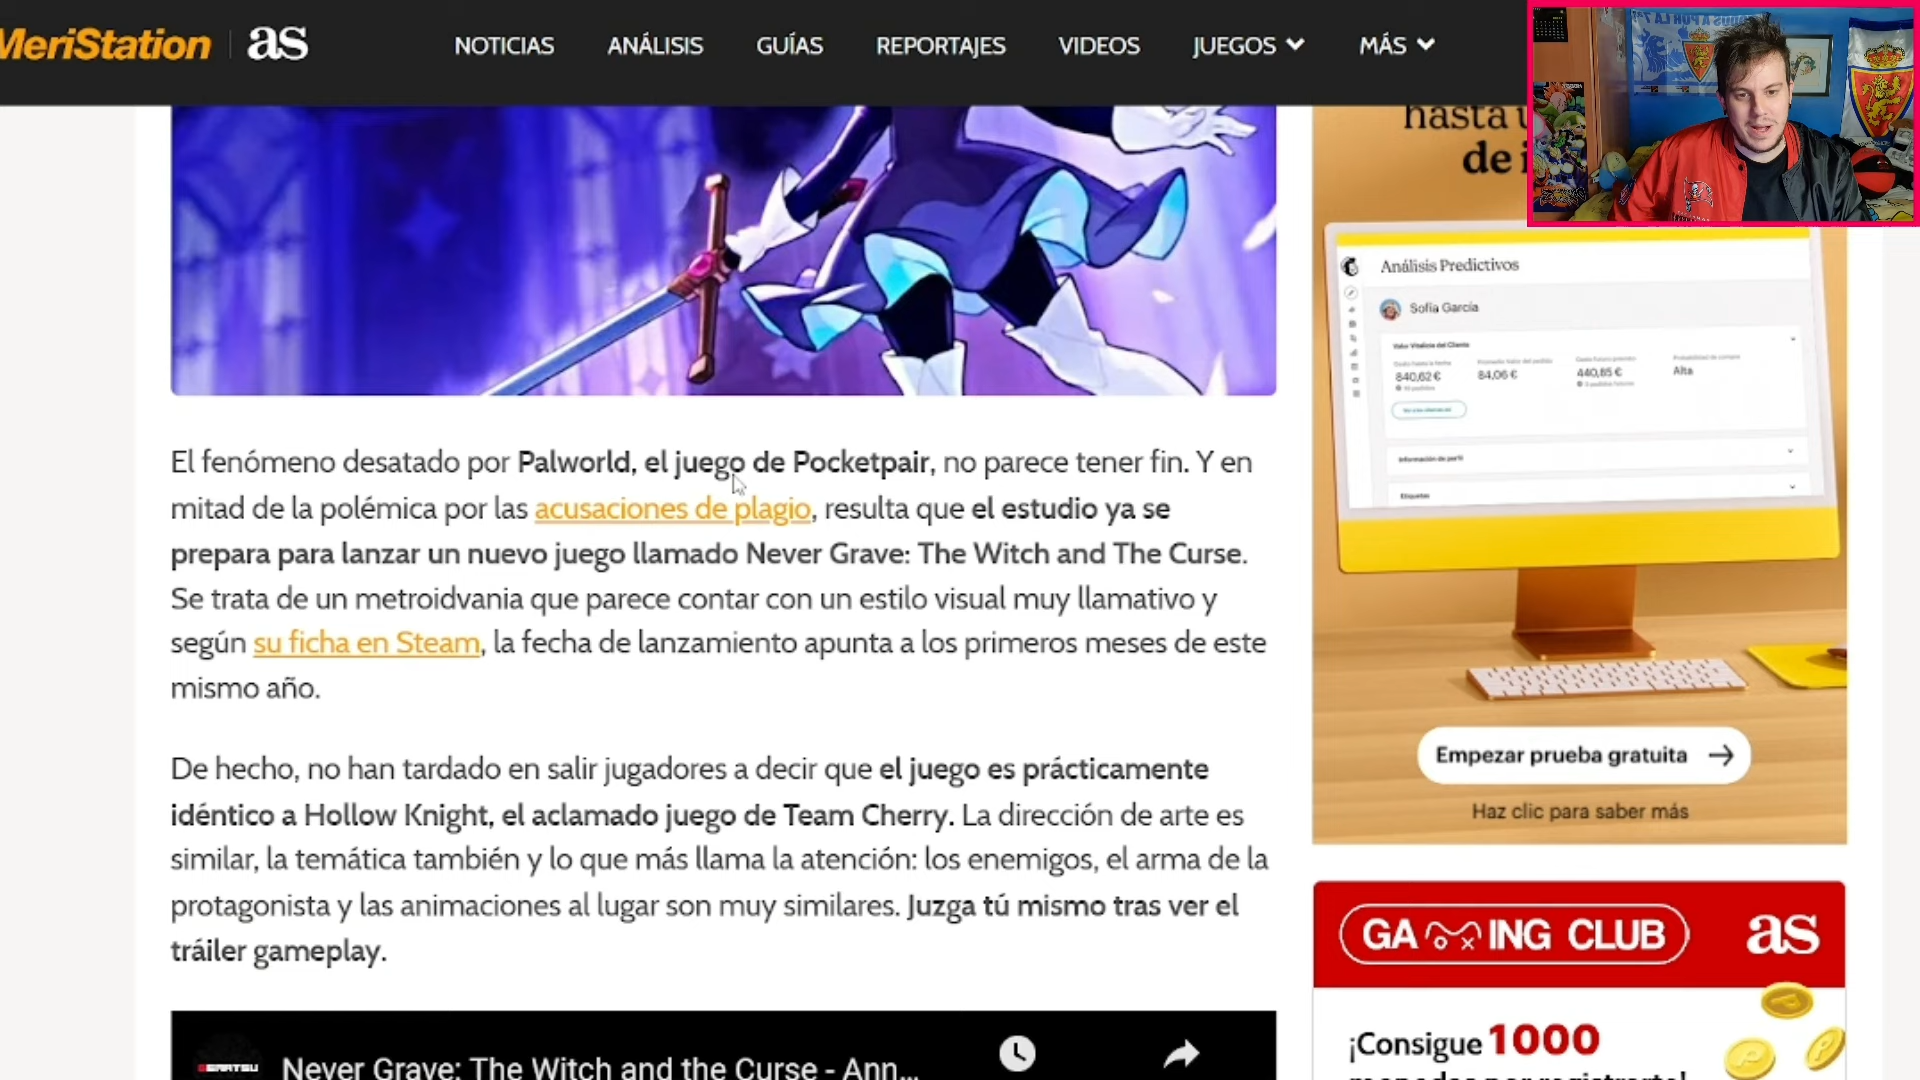 MeriStation as NOTICIAS ANÁLISIS GUÍAS REPORTAJES VIDEOS JUEGOS MÁS
El fenómeno desatado por Palworld, el juego de Pocketpair, no parece tener fin. Y en
mitad de la polémica por las acusaciones de plagio, resulta que el estudio ya se
prepara para lanzar un nuevo juego llamado Never Grave: The Witch and The Curse.
Se trata de un metroidvania que parece contar con un estilo visual muy llamativo y
según su ficha en Steam, la fecha de lanzamiento apunta a los primeros meses de este
mismo año.
De hecho, no han tardado en salir jugadores a decir que el juego es prácticamente
idéntico a Hollow Knight, el aclamado juego de Team Cherry. La dirección de arte es
similar, la temática también y lo que más llama la atención: los enemigos, el arma de la
protagonista y las animaciones al lugar son muy similares. Juzga tú mismo tras ver el
tráiler gameplay.
Never Grave: The Witch and the Curse - Ann...
hasta
de
Análisis Predictivos
Sofía García
Valor Vitalicio del Cliente
840,62 €
84,06 €
440,85 €
Alta
Información de perfil
Etiquetas
Empezar prueba gratuita →
Haz clic para saber más
GAMING CLUB as
¡Consigue 1000
monedas por registrarte!